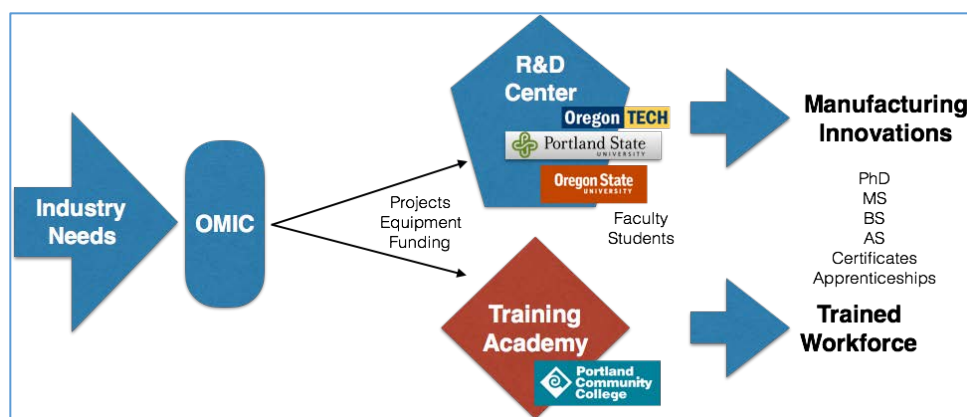 Industry
Needs
OMIC
Projects
Equipment
Funding
R&D
Center
Oregon TECH
Portland State
UNIVERSITY
Oregon State
UNIVERSITY
Faculty
Students
Training
Academy
Portland
Community
College
Manufacturing
Innovations
PhD
MS
BS
AS
Certificates
Apprenticeships
Trained
Workforce